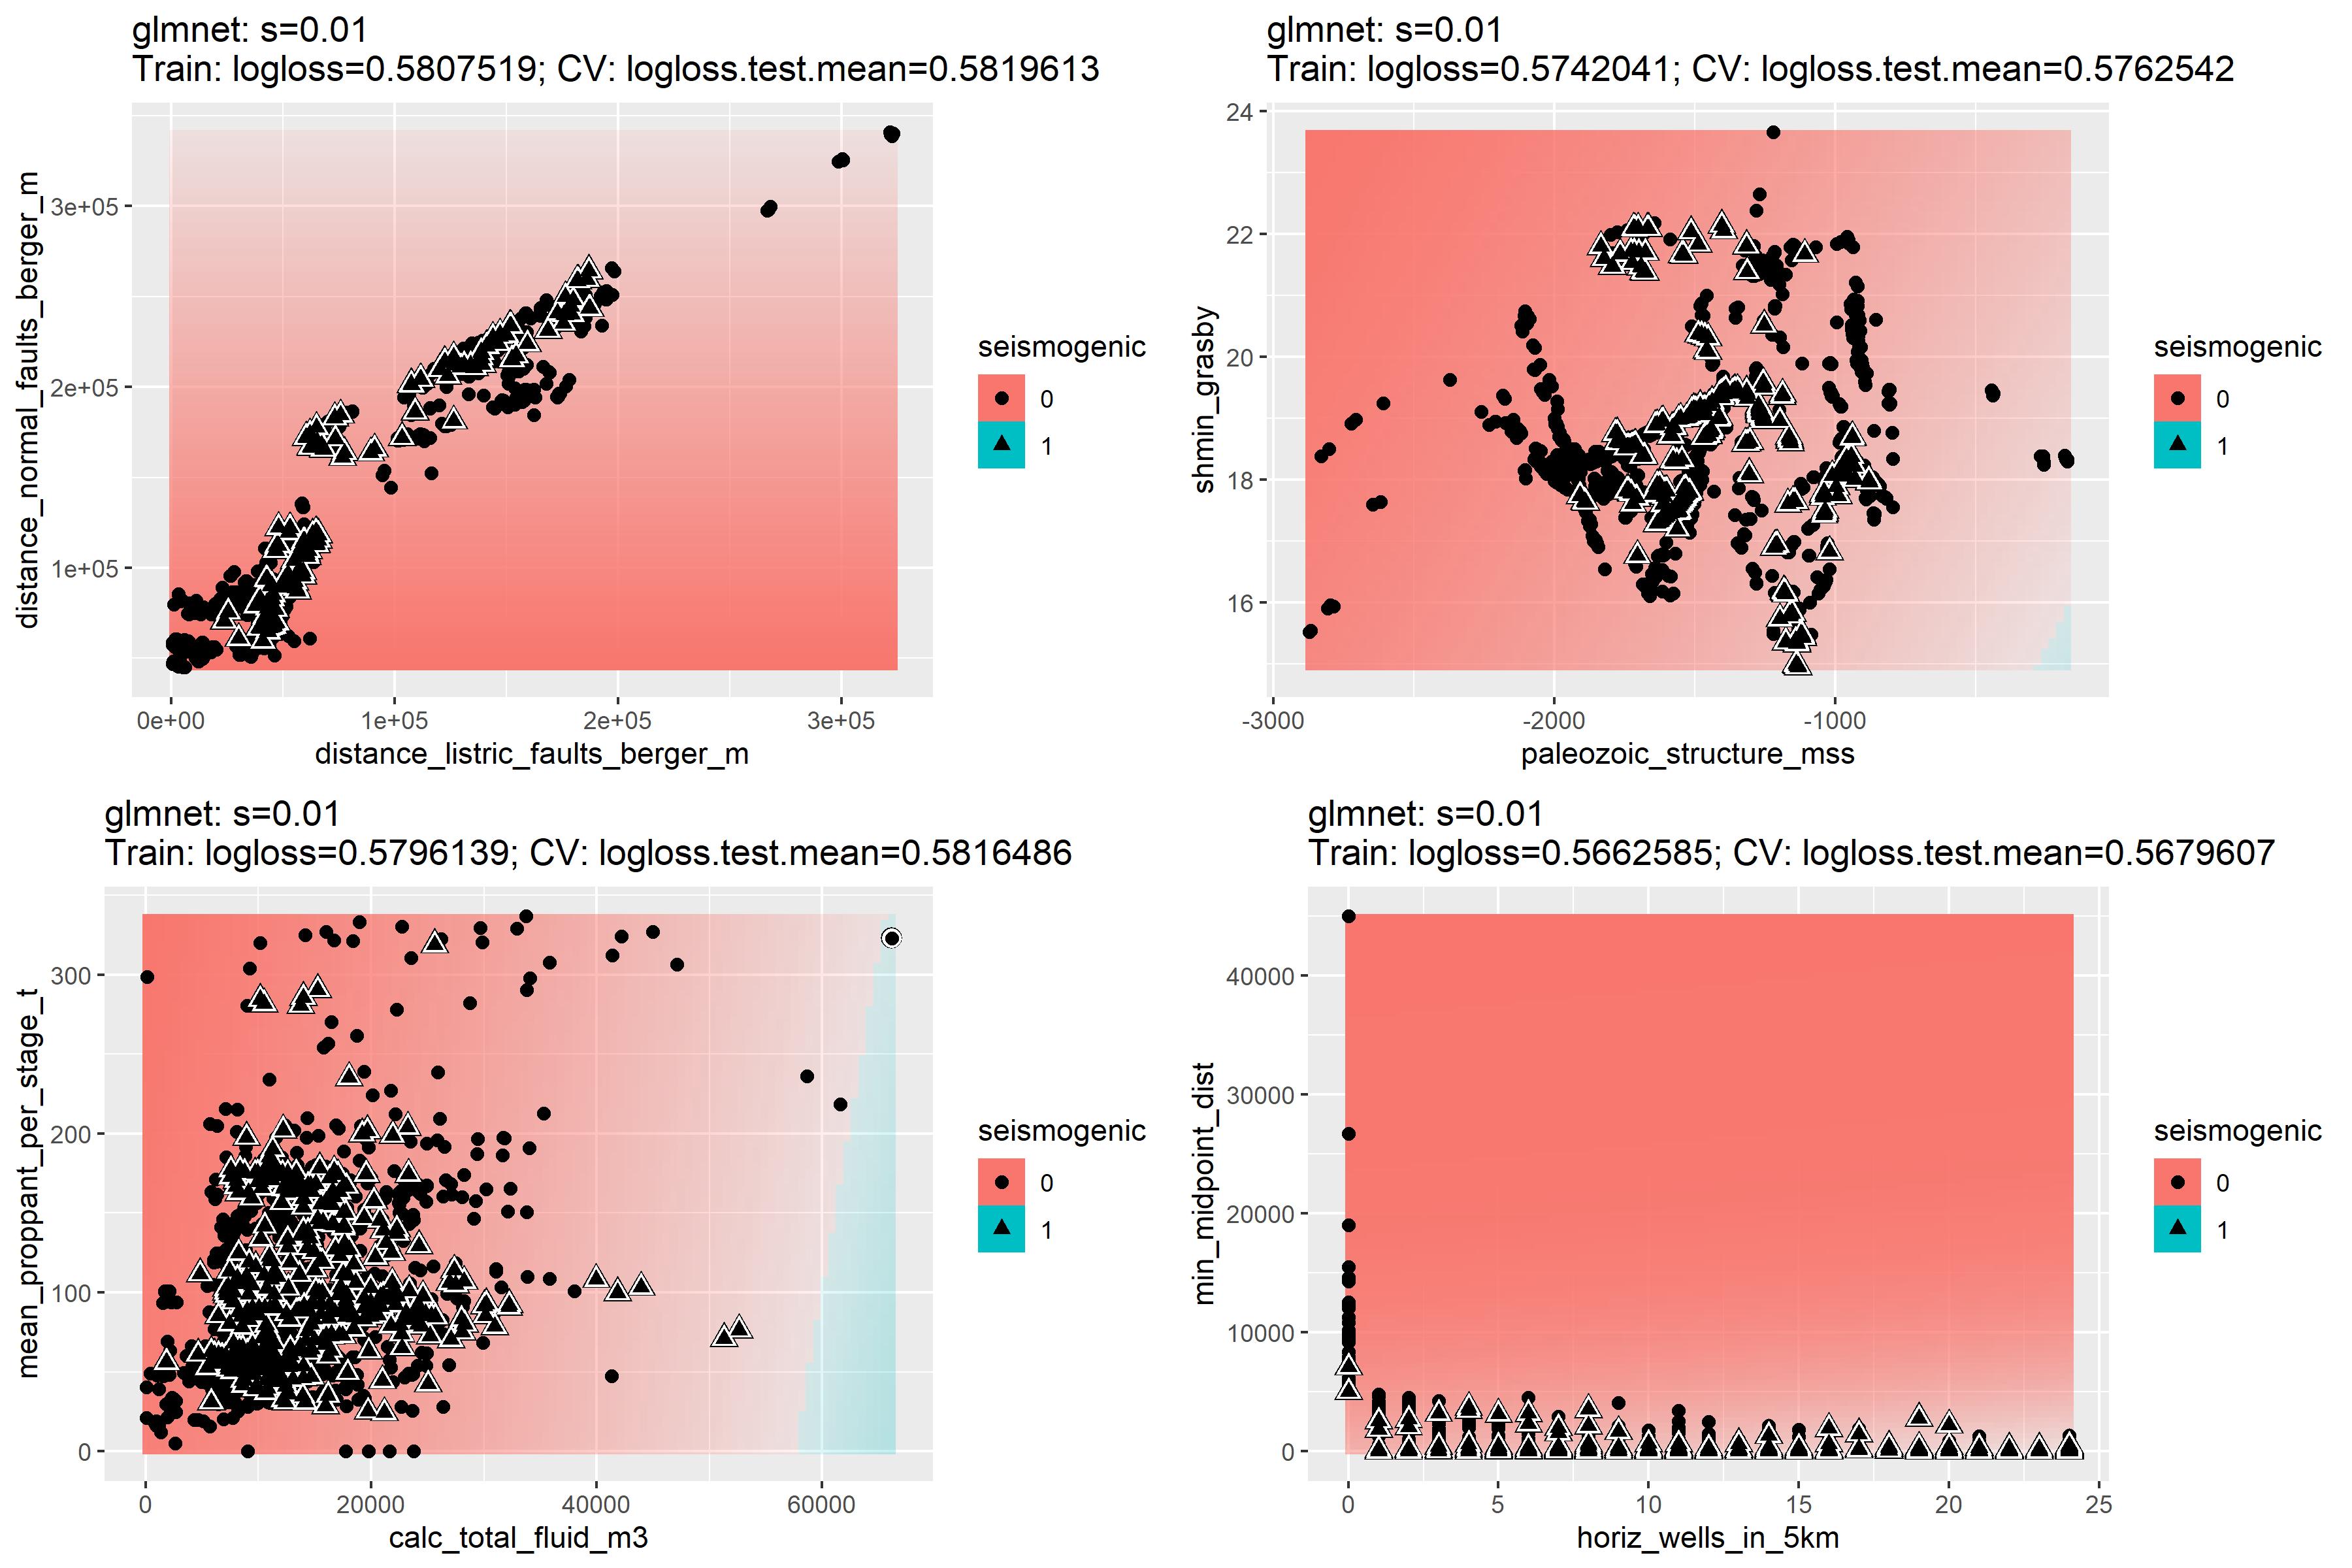 glmnet: s=0.01
Train: logloss=0.5807519; CV: logloss.test.mean=0.5819613
distance_normal_faults_berger_m
3e+05
2e+05
1e+05
0e+00 1e+05 2e+05 3e+05
distance_listric_faults_berger_m
seismogenic
0
1
glmnet: s=0.01
Train: logloss=0.5742041; CV: logloss.test.mean=0.5762542
shmin_grasby
24
22
20
18
16
-3000 -2000 -1000
paleozoic_structure_mss
seismogenic
0
1
glmnet: s=0.01
Train: logloss=0.5796139; CV: logloss.test.mean=0.5816486
mean_proppant_per_stage_t
300
200
100
0
0 20000 40000 60000
calc_total_fluid_m3
seismogenic
0
1
glmnet: s=0.01
Train: logloss=0.5662585; CV: logloss.test.mean=0.5679607
min_midpoint_dist
40000
30000
20000
10000
0
0 5 10 15 20 25
horiz_wells_in_5km
seismogenic
0
1